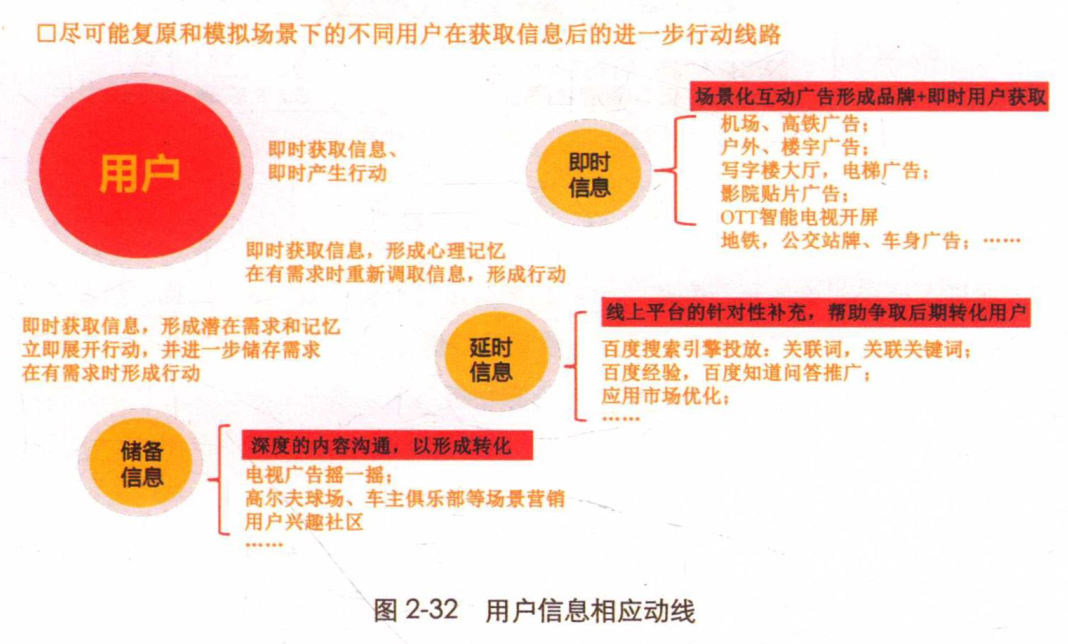 □尽可能复原和模拟场景下的不同用户在获取信息后的进一步行动线路
用户
即时获取信息、
即时产生行动
即时
信息
场景化互动广告形成品牌+即时用户获取
机场、高铁广告；
户外、楼宇广告；
写字楼大厅，电梯广告；
影院贴片广告；
OTT智能电视开屏
地铁，公交站牌、车身广告；……
即时获取信息，形成心理记忆
在有需求时重新调取信息，形成行动
延时
信息
线上平台的针对性补充，帮助争取后期转化用户
百度搜索引擎投放：关联词，关联关键词；
百度经验，百度知道问答推广；
应用市场优化；
……
即时获取信息，形成潜在需求和记忆
立即展开行动，并进一步储存需求
在有需求时形成行动
储备
信息
深度的内容沟通，以形成转化
电视广告摇一摇；
高尔夫球场、车主俱乐部等场景营销
用户兴趣社区
……
图 2-32 用户信息相应动线